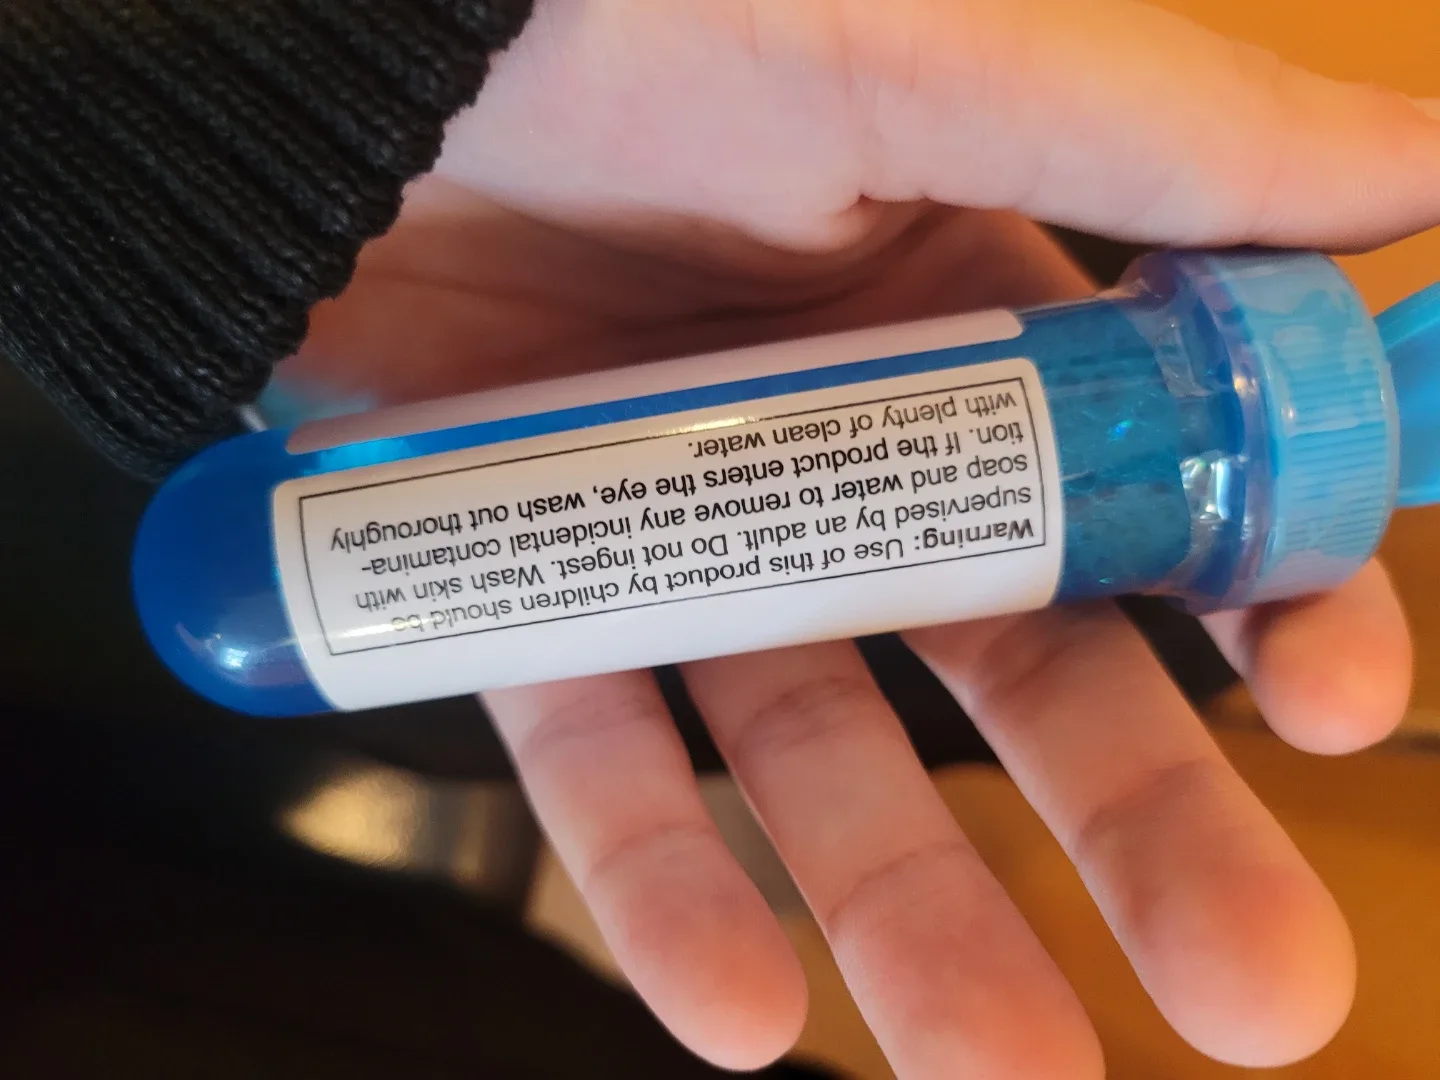 Warning: Use of this product by children should be
supervised by an adult. Do not ingest. Wash skin with
soap and water to remove any incidental contamina-
tion. If the product enters the eye, wash out thoroughly
with plenty of clean water.